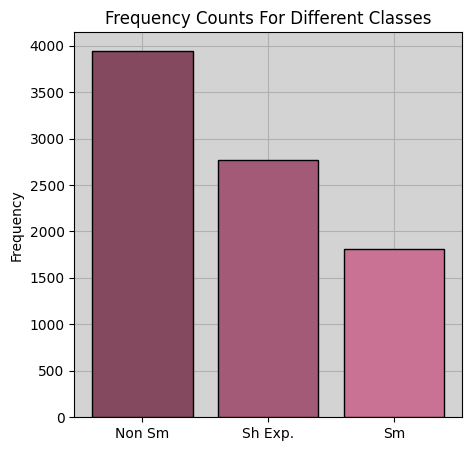 Frequency Counts For Different Classes
4000
3500
3000
2500
2000
1500
1000
500
0
Frequency
Non Sm
Sh Exp.
Sm